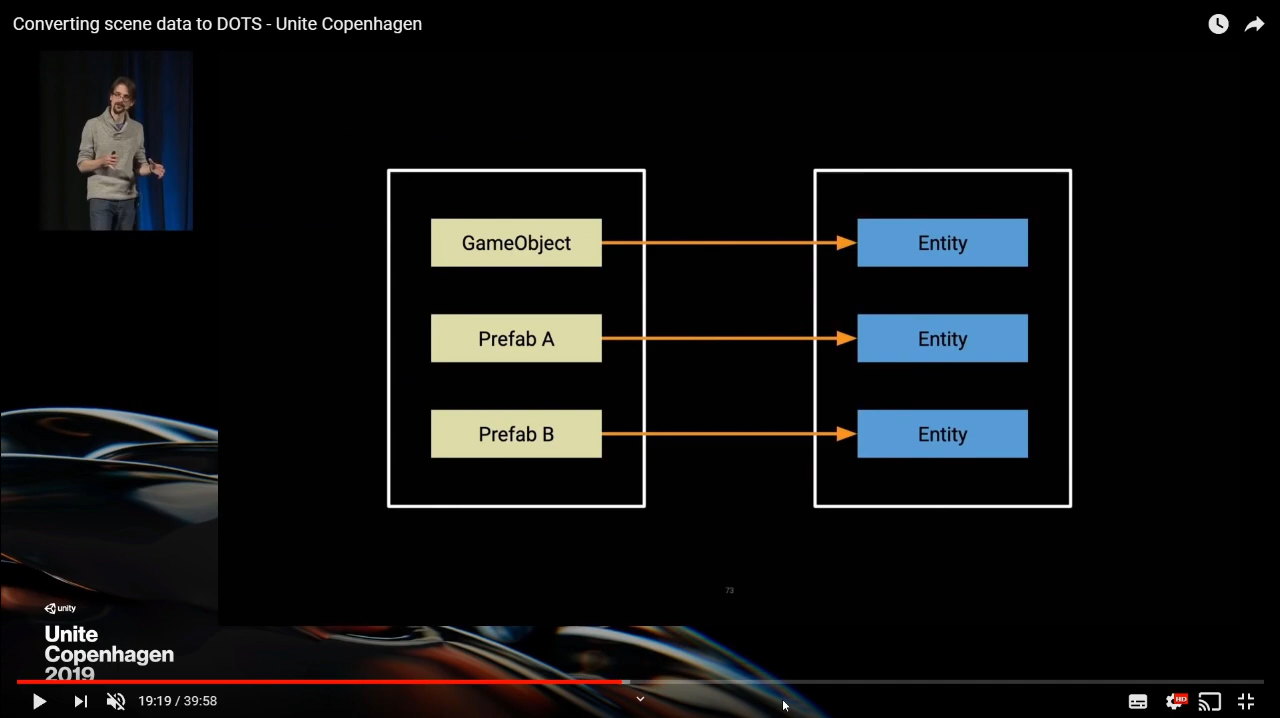 Converting scene data to DOTS - Unite Copenhagen
GameObject
Entity
Prefab A
Entity
Prefab B
Entity
73
unity
Unite
Copenhagen
2019
19:19 / 39:58
HD